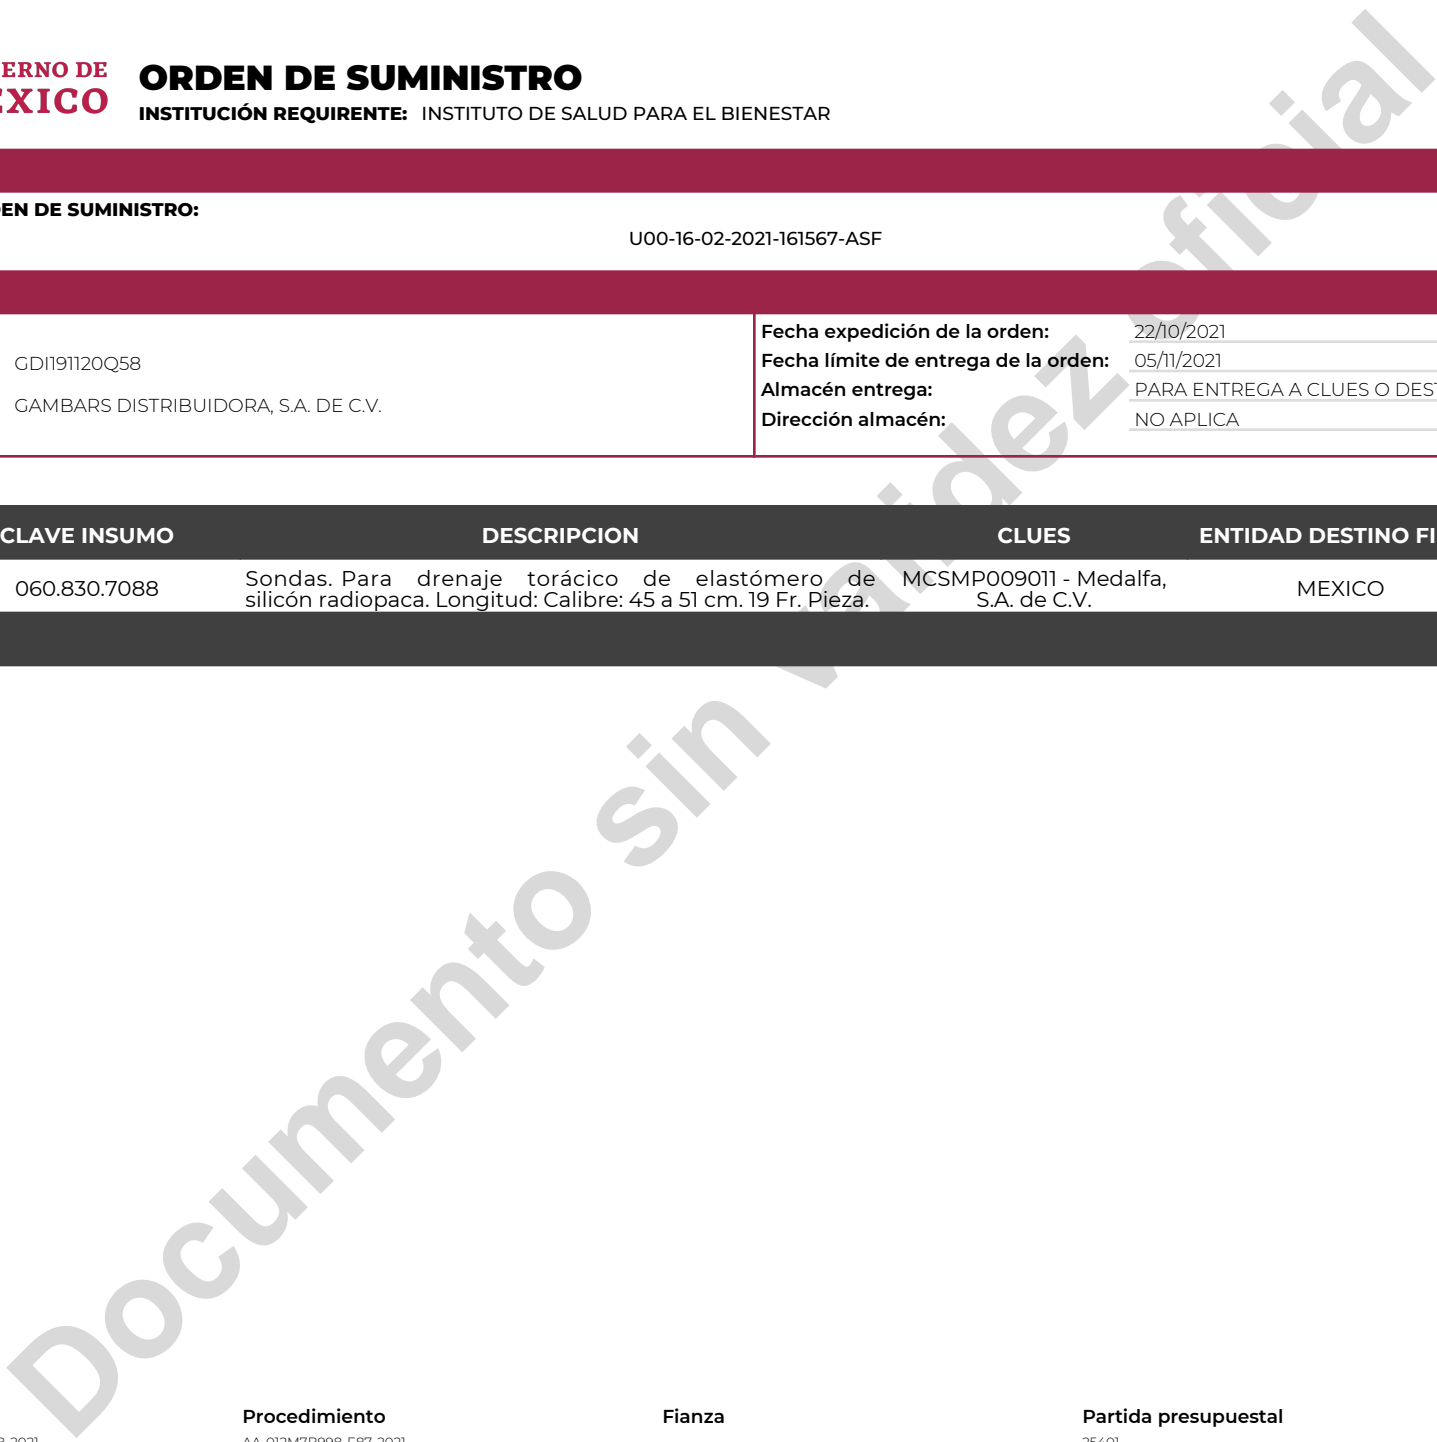 ERNO DE
ORDEN DE SUMINISTRO
INSTITUCIÓN REQUIRENTE: INSTITUTO DE SALUD PARA EL BIENESTAR
EN DE SUMINISTRO:
U00-16-02-2021-161567-ASF
GDI191120Q58
GAMBARS DISTRIBUIDORA, S.A. DE C.V.
Fecha expedición de la orden: 22/10/2021
Fecha límite de entrega de la orden: 05/11/2021
Almacén entrega: PARA ENTREGA A CLUES O DEST
Dirección almacén: NO APLICA
CLAVE INSUMO DESCRIPCION CLUES ENTIDAD DESTINO FI
060.830.7088 Sondas. Para drenaje torácico de elastómero de silicón radiopaca. Longitud: Calibre: 45 a 51 cm. 19 Fr. Pieza. MCSMP009011 - Medalfa, S.A. de C.V. MEXICO
Documento sin validez oficial
Procedimiento Fianza Partida presupuestal